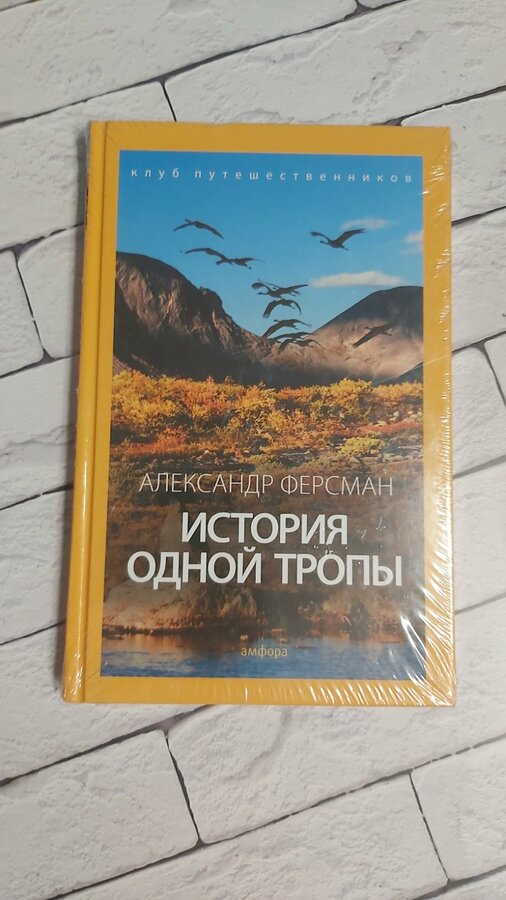 клуб путешественников
АЛЕКСАНДР ФЕРСМАН
ИСТОРИЯ
ОДНОЙ ТРОПЫ
амфора